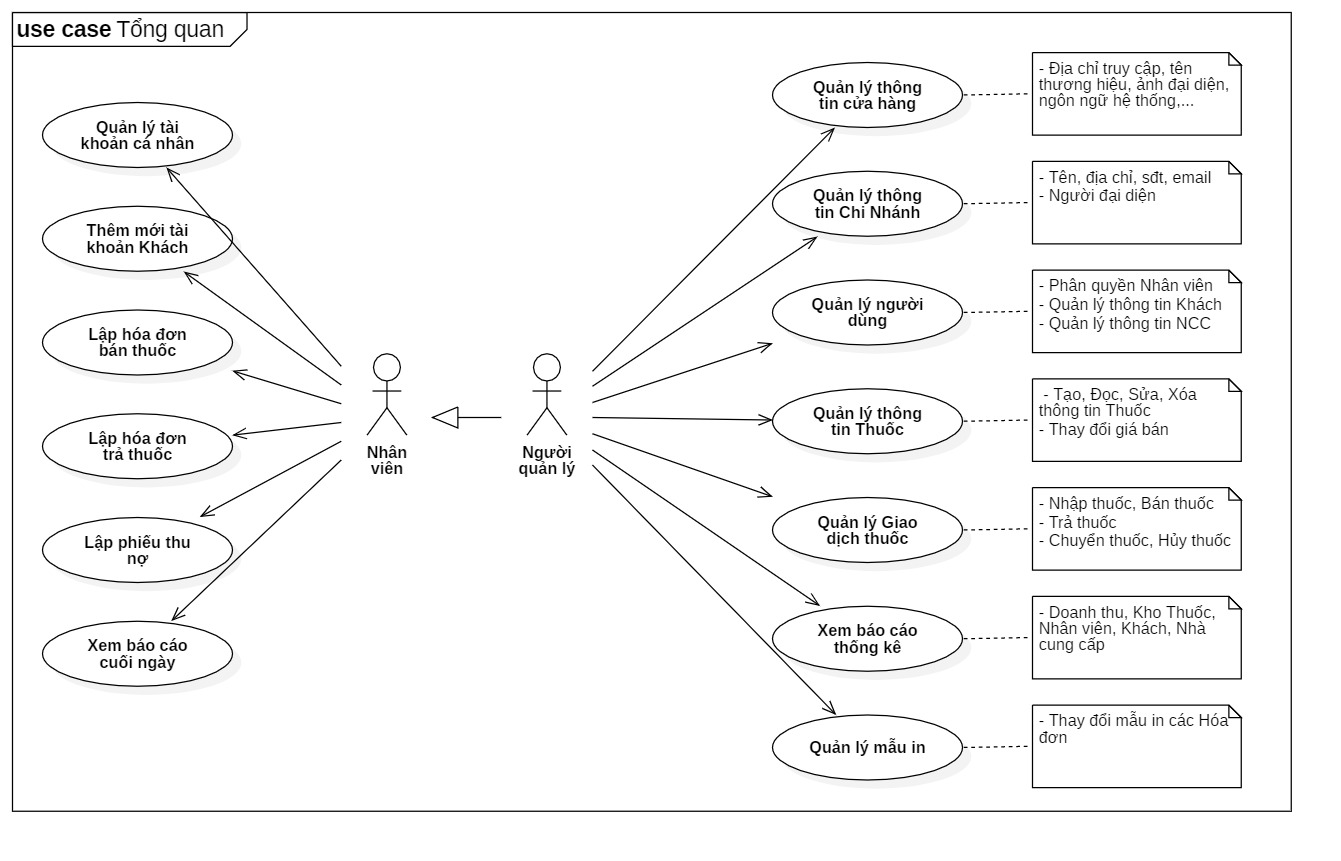 use case Tổng quan
Quản lý tài
khoản cá nhân
Thêm mới tài
khoản Khách
Lập hóa đơn
bán thuốc
Lập hóa đơn
trả thuốc
Lập phiếu thu
nợ
Xem báo cáo
cuối ngày
Nhân
viên
Người
quản lý
Quản lý thông
tin cửa hàng
Quản lý thông
tin Chi Nhánh
Quản lý người
dùng
Quản lý thông
tin Thuốc
Quản lý Giao
dịch thuốc
Xem báo cáo
thống kê
Quản lý mẫu in
- Địa chỉ truy cập, tên
thương hiệu, ảnh đại diện,
ngôn ngữ hệ thống,...
- Tên, địa chỉ, sđt, email
- Người đại diện
- Phân quyền Nhân viên
- Quản lý thông tin Khách
- Quản lý thông tin NCC
- Tạo, Đọc, Sửa, Xóa
thông tin Thuốc
- Thay đổi giá bán
- Nhập thuốc, Bán thuốc
- Trả thuốc
- Chuyển thuốc, Hủy thuốc
- Doanh thu, Kho Thuốc,
Nhân viên, Khách, Nhà
cung cấp
- Thay đổi mẫu in các Hóa
đơn